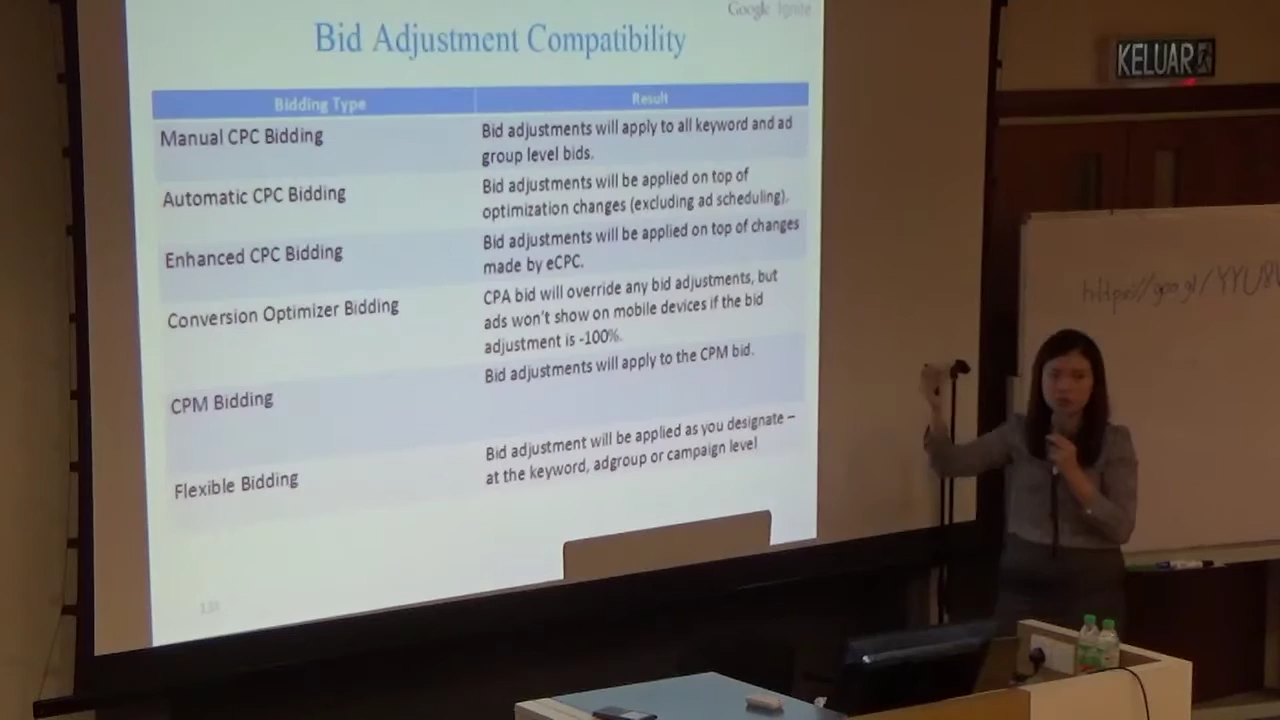 Google Ignite
Bid Adjustment Compatibility
KELUAR
Bidding Type
Result
Manual CPC Bidding
Bid adjustments will apply to all keyword and ad
group level bids.
Automatic CPC Bidding
Bid adjustments will be applied on top of
optimization changes (excluding ad scheduling).
Enhanced CPC Bidding
Bid adjustments will be applied on top of changes
made by eCPC.
Conversion Optimizer Bidding
CPA bid will override any bid adjustments, but
ads won't show on mobile devices if the bid
adjustment is -100%.
CPM Bidding
Bid adjustments will apply to the CPM bid.
Flexible Bidding
Bid adjustment will be applied as you designate –
at the keyword, adgroup or campaign level